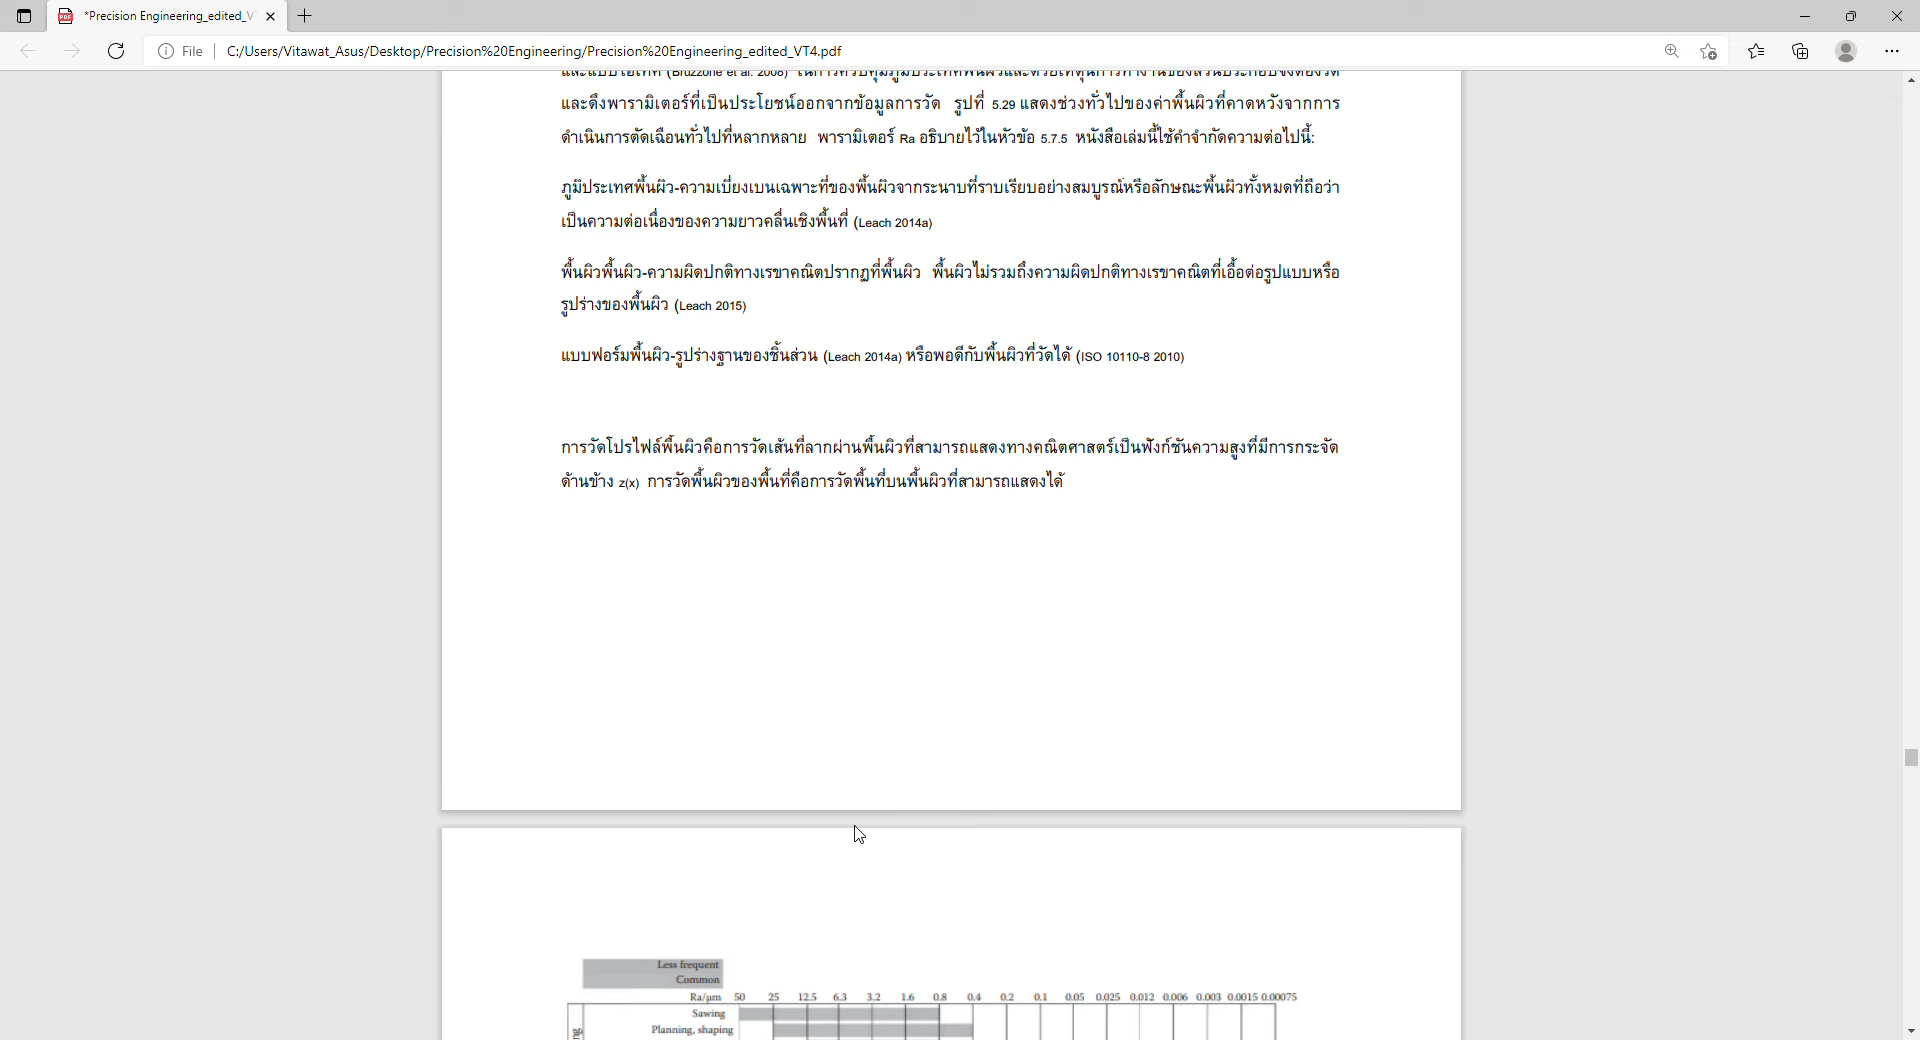 *Precision Engineering_edited_V
File
C:/Users/Vitawat_Asus/Desktop/Precision%20Engineering/Precision%20Engineering_edited_VT4.pdf
และดึงพารามิเตอร์ที่เป็นประโยชน์ออกจากข้อมูลการวัด รูปที่ 5.29 แสดงช่วงทั่วไปของค่าพื้นผิวที่คาดหวังจากการ
ดำเนินการตัดเฉือนทั่วไปที่หลากหลาย พารามิเตอร์ Ra อธิบายไว้ในหัวข้อ 5.7.5 หนังสือเล่มนี้ใช้คำจำกัดความต่อไปนี้:
ภูมิประเทศพื้นผิว-ความเบี่ยงเบนเฉพาะที่ของพื้นผิวจากระนาบที่ราบเรียบอย่างสมบูรณ์หรือลักษณะพื้นผิวทั้งหมดที่ถือว่า
เป็นความต่อเนื่องของความยาวคลื่นเชิงพื้นที่ (Leach 2014a)
พื้นผิวพื้นผิว-ความผิดปกติทางเรขาคณิตปรากฏที่พื้นผิว พื้นผิวไม่รวมถึงความผิดปกติทางเรขาคณิตที่เอื้อต่อรูปแบบหรือ
รูปร่างของพื้นผิว (Leach 2015)
แบบฟอร์มพื้นผิว-รูปร่างฐานของชิ้นส่วน (Leach 2014a) หรือพอดีกับพื้นผิวที่วัดได้ (ISO 10110-8 2010)
การวัดโปรไฟล์พื้นผิวคือการวัดเส้นที่ลากผ่านพื้นผิวที่สามารถแสดงทางคณิตศาสตร์เป็นฟังก์ชันความสูงที่มีการกระจัด
ด้านข้าง z(x) การวัดพื้นผิวของพื้นที่คือการวัดพื้นที่บนพื้นผิวที่สามารถแสดงได้
Less frequent
Common
Ra/μm 50 25 12.5 6.3 3.2 1.6 0.8 0.4 0.2 0.1 0.05 0.025 0.012 0.006 0.003 0.0015 0.00075
Sawing
Planning, shaping